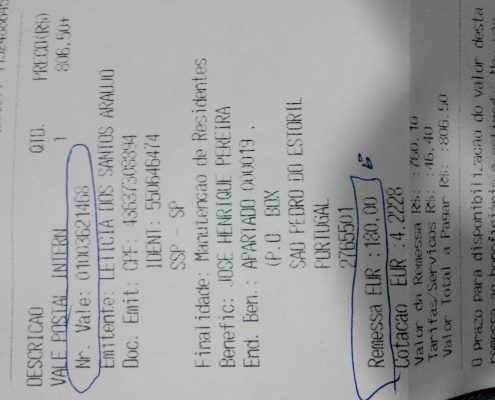 DESCRICAO QTD. PRECO(R$)
VALE POSTAL INTERN 1 806,50+
Nr. Vale: 01003621468
Emitente: LETICIA DOS SANTOS ARAUJO
Doc. Emit: CPF: 43637308894
IDENT: 550646474
SSP - SP
Finalidade: Manutencao de Residentes
Benefic: JOSE HENRIQUE PEREIRA
End. Ben.: APARTADO 000019 .
(P.O BOX
SAO PEDRO DO ESTORIL
PORTUGAL
2765501
Remessa EUR :180,00
Cotacao EUR :4,2228
Valor da Remessa R$: :760,10
Tarifas/Servicos R$: :46,40
Valor Total a Pagar R$: :806,50
O prazo para disponibilizacao do valor desta